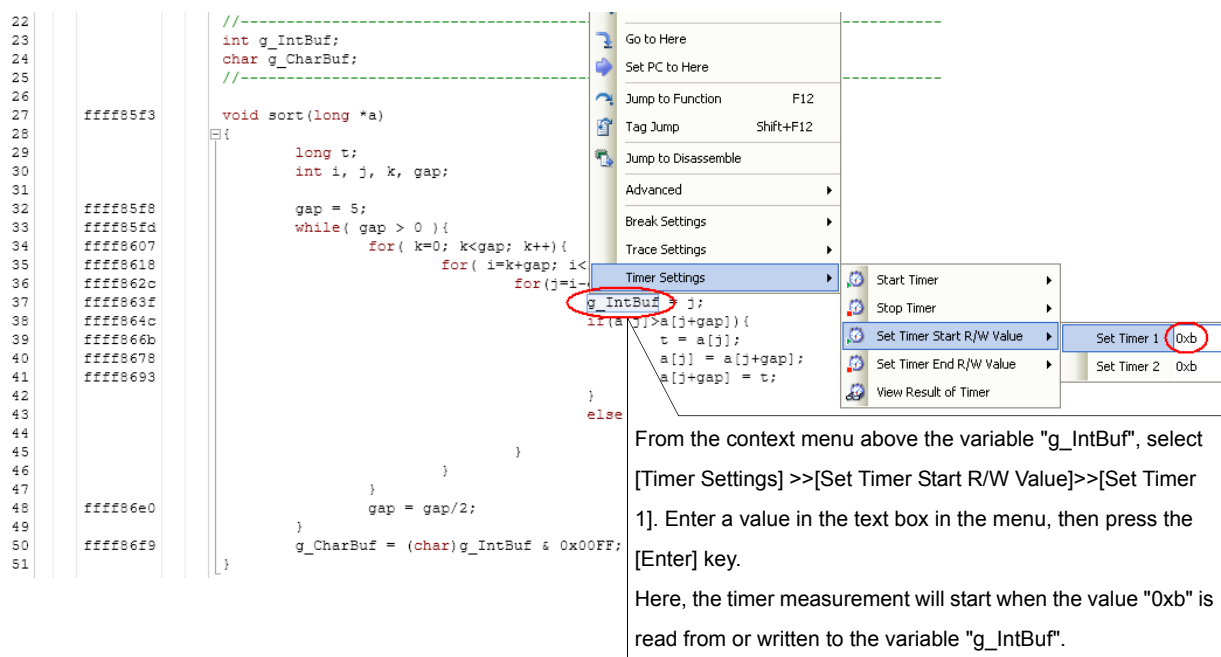 22 //----------------------------------------
23 int g_IntBuf;
24 char g_CharBuf;
25 //----------------------------------------
26
27 ffff85f3 void sort(long *a)
28 {
29 long t;
30 int i, j, k, gap;
31
32 ffff85f8 gap = 5;
33 ffff85fd while( gap > 0 ){
34 ffff8607 for( k=0; k<gap; k++){
35 ffff8618 for( i=k+gap; i<
36 ffff862c for(j=i-
37 ffff863f g_IntBuf = j;
38 ffff864c if(a[j]>a[j+gap]){
39 ffff866b t = a[j];
40 ffff8678 a[j] = a[j+gap];
41 ffff8693 a[j+gap] = t;
42 }
43 else
44
45 }
46 }
47 }
48 ffff86e0 gap = gap/2;
49 }
50 ffff86f9 g_CharBuf = (char)g_IntBuf & 0x00FF;
51 }
Go to Here
Set PC to Here
Jump to Function F12
Tag Jump Shift+F12
Jump to Disassemble
Advanced
Break Settings
Trace Settings
Timer Settings
Start Timer
Stop Timer
Set Timer Start R/W Value
Set Timer End R/W Value
View Result of Timer
Set Timer 1 0xb
Set Timer 2 0xb
From the context menu above the variable "g_IntBuf", select
[Timer Settings] >>[Set Timer Start R/W Value]>>[Set Timer
1]. Enter a value in the text box in the menu, then press the
[Enter] key.
Here, the timer measurement will start when the value "0xb" is
read from or written to the variable "g_IntBuf".